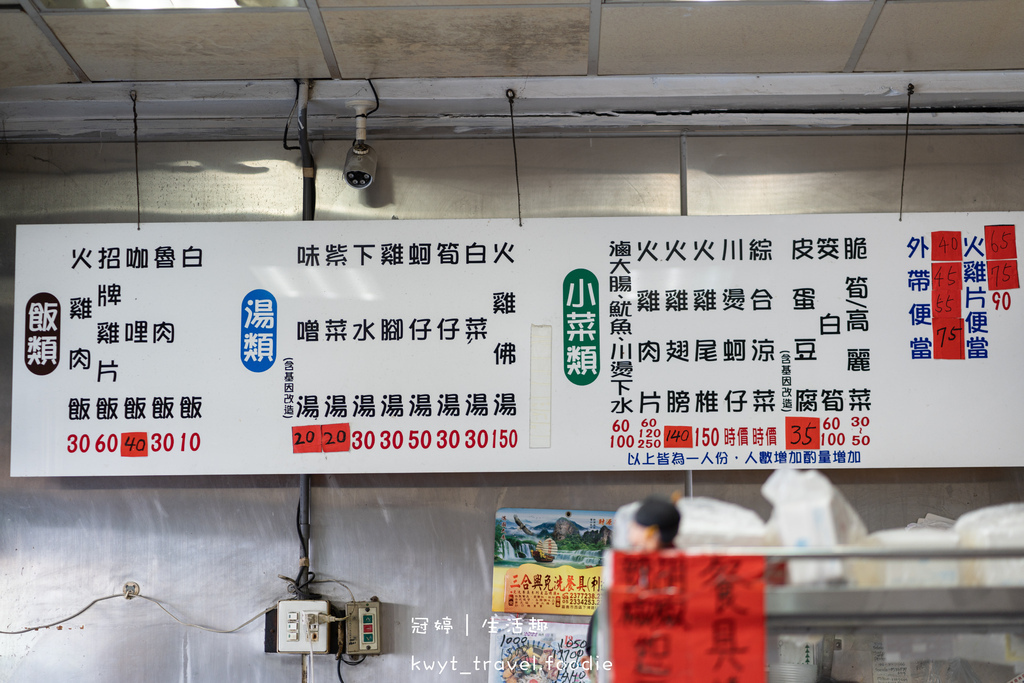 飯類
火雞肉飯 30
招牌雞片飯 60
咖哩飯 40
魯肉飯 30
白飯 10
湯類
(含基因改造)
味噌湯 20
紫菜湯 20
下水湯 30
雞腳湯 30
蚵仔湯 50
筍仔湯 30
白菜湯 30
火雞佛湯 150
小菜類
滷大腸、魷魚、川燙下水 60~100
火雞肉片 60 120 250
火雞翅膀 140
火雞尾椎 150
川燙蚵仔 時價
綜合涼菜 時價
(含基因改造)
皮蛋豆腐 35
筊白筍 60~100
脆筍/高麗菜 30~50
以上皆為一人份,人數增加酌量增加
外帶便當 40 45 55 75
火雞片便當 65 75 90
三合興免洗餐具
餐具
冠婷|生活趣
kwyt_travel.foodie